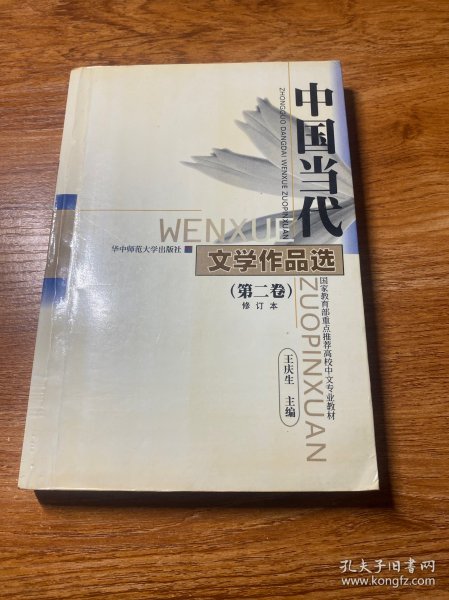 中国当代
ZHONGGUO DANGDAI WENXUE ZUOPINXUAN
WENXUE
华中师范大学出版社
文学作品选
(第二卷)
修订本
国家教育部重点推荐高校中文专业教材
ZUOPINXUAN
王庆生 主编
孔夫子旧书网
www.kongfz.com